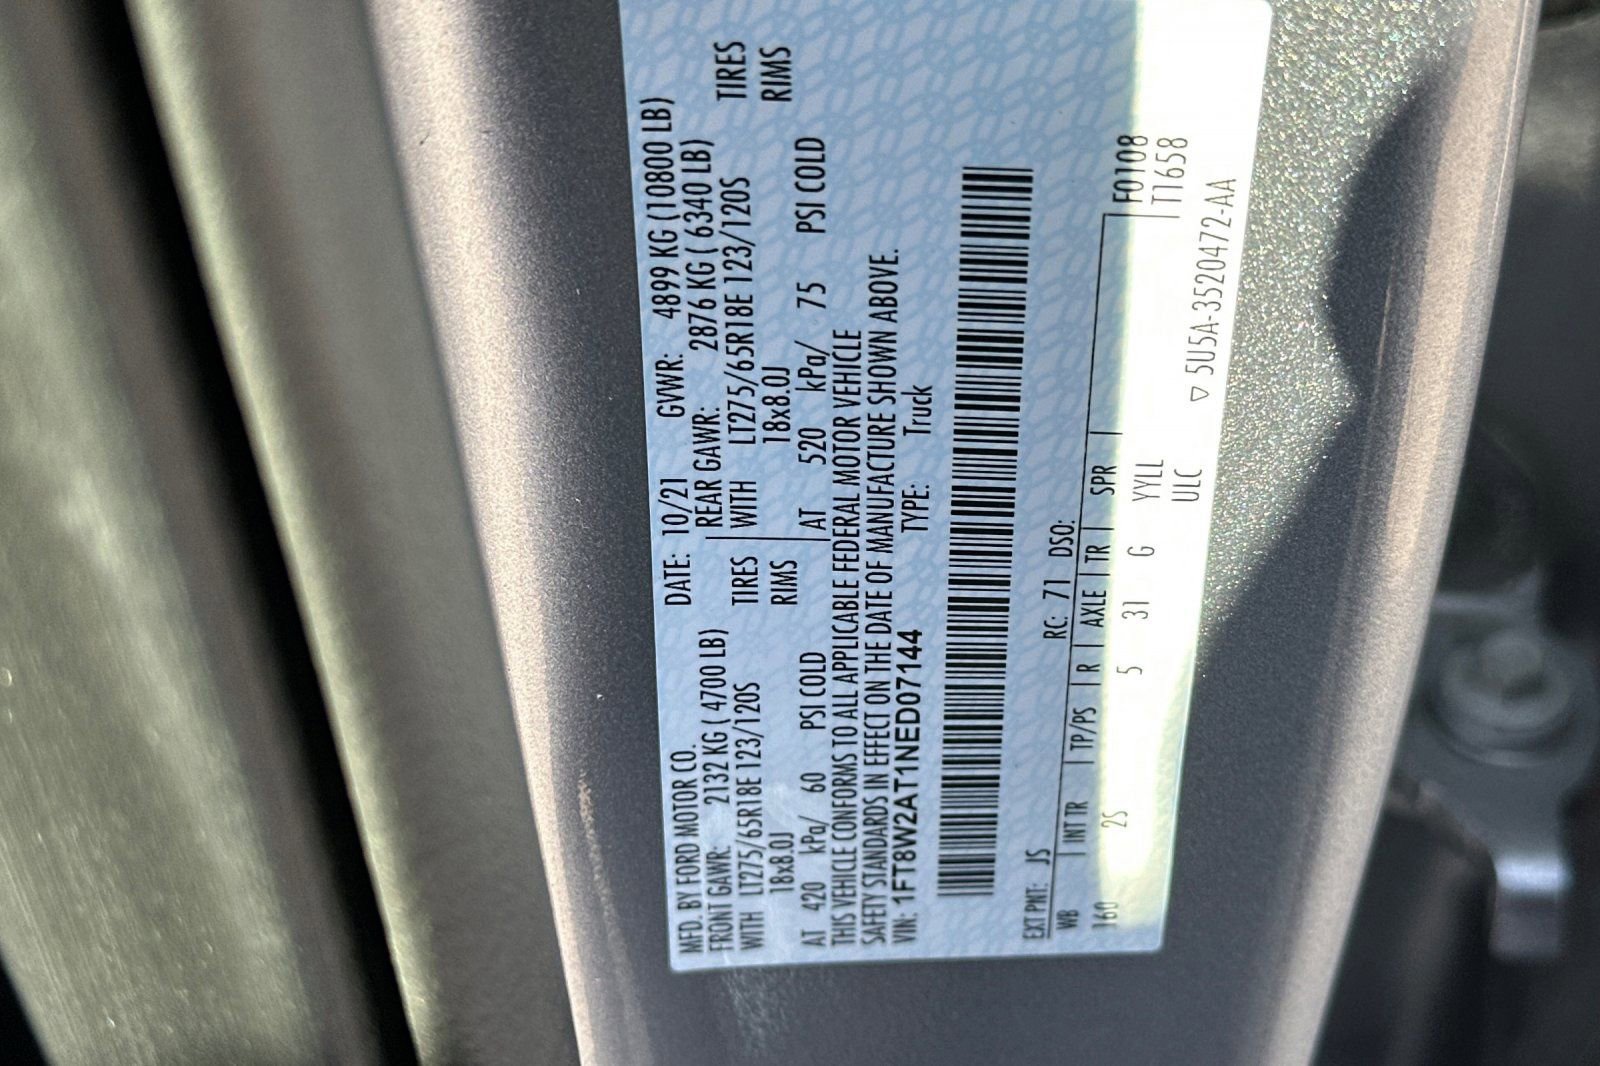 MFD. BY FORD MOTOR CO. DATE: 10/21 GVWR: 4899 KG (10800 LB)
FRONT GAWR: 2132 KG ( 4700 LB) REAR GAWR: 2876 KG ( 6340 LB)
WITH LT275/65R18E 123/120S TIRES WITH LT275/65R18E 123/120S TIRES
18x8.0J RIMS 18x8.0J RIMS
AT 420 kPa/ 60 PSI COLD AT 520 kPa/ 75 PSI COLD
THIS VEHICLE CONFORMS TO ALL APPLICABLE FEDERAL MOTOR VEHICLE
SAFETY STANDARDS IN EFFECT ON THE DATE OF MANUFACTURE SHOWN ABOVE.
VIN: 1FT8W2AT1NED07144 TYPE: Truck
EXT PNT: JS RC: 71 DSO:
WB INT TR TP/PS R AXLE TR SPR F0108
160 2S 5 31 G YYLL T1658
ULC
▽ 5U5A-3520472-AA